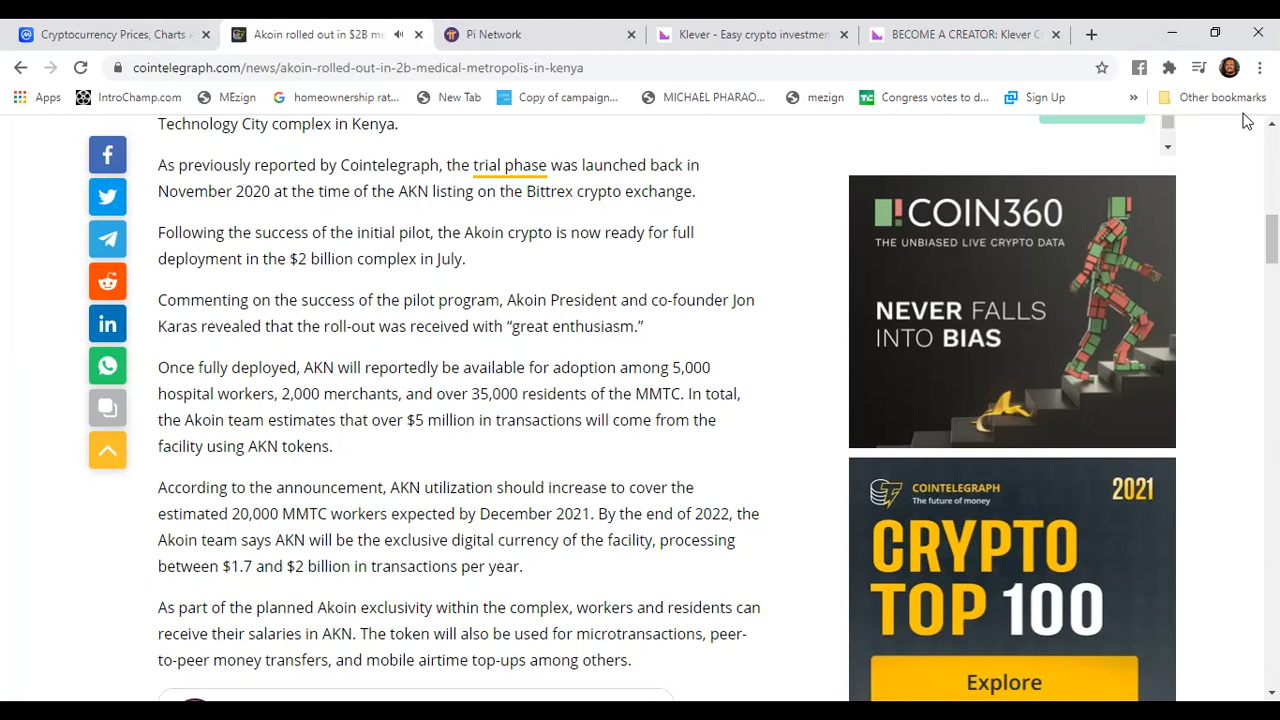 Cryptocurrency Prices, Charts
Akoin rolled out in $2B me
Pi Network
Klever - Easy crypto investmen
BECOME A CREATOR: Klever C
cointelegraph.com/news/akoin-rolled-out-in-2b-medical-metropolis-in-kenya
Apps
IntroChamp.com
MEzign
homeownership rat...
New Tab
Copy of campaign...
MICHAEL PHARAO...
mezign
Congress votes to d...
Sign Up
»
Other bookmarks
Technology City complex in Kenya.
As previously reported by Cointelegraph, the trial phase was launched back in
November 2020 at the time of the AKN listing on the Bittrex crypto exchange.
Following the success of the initial pilot, the Akoin crypto is now ready for full
deployment in the $2 billion complex in July.
Commenting on the success of the pilot program, Akoin President and co-founder Jon
Karas revealed that the roll-out was received with “great enthusiasm.”
Once fully deployed, AKN will reportedly be available for adoption among 5,000
hospital workers, 2,000 merchants, and over 35,000 residents of the MMTC. In total,
the Akoin team estimates that over $5 million in transactions will come from the
facility using AKN tokens.
According to the announcement, AKN utilization should increase to cover the
estimated 20,000 MMTC workers expected by December 2021. By the end of 2022, the
Akoin team says AKN will be the exclusive digital currency of the facility, processing
between $1.7 and $2 billion in transactions per year.
As part of the planned Akoin exclusivity within the complex, workers and residents can
receive their salaries in AKN. The token will also be used for microtransactions, peer-
to-peer money transfers, and mobile airtime top-ups among others.
COIN360
THE UNBIASED LIVE CRYPTO DATA
NEVER FALLS
INTO BIAS
COINTELEGRAPH
The future of money
2021
CRYPTO
TOP 100
Explore